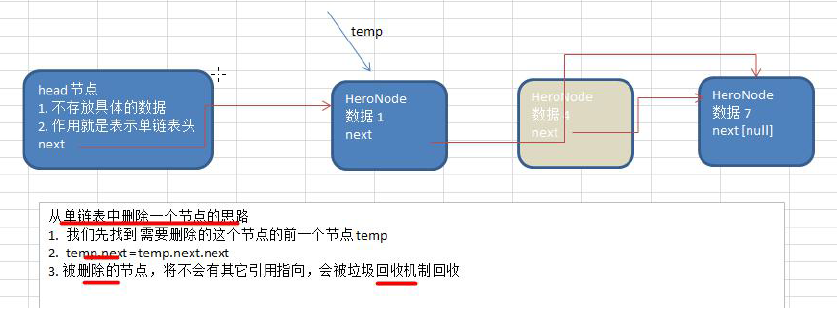 temp
head 节点
1. 不存放具体的数据
2. 作用就是表示单链表头
next
HeroNode
数据 1
next
HeroNode
数据 4
next
HeroNode
数据 7
next [null]
从单链表中删除一个节点的思路
1. 我们先找到 需要删除的这个节点的前一个节点 temp
2. temp.next = temp.next.next
3. 被删除的节点，将不会有其它引用指向，会被垃圾回收机制回收